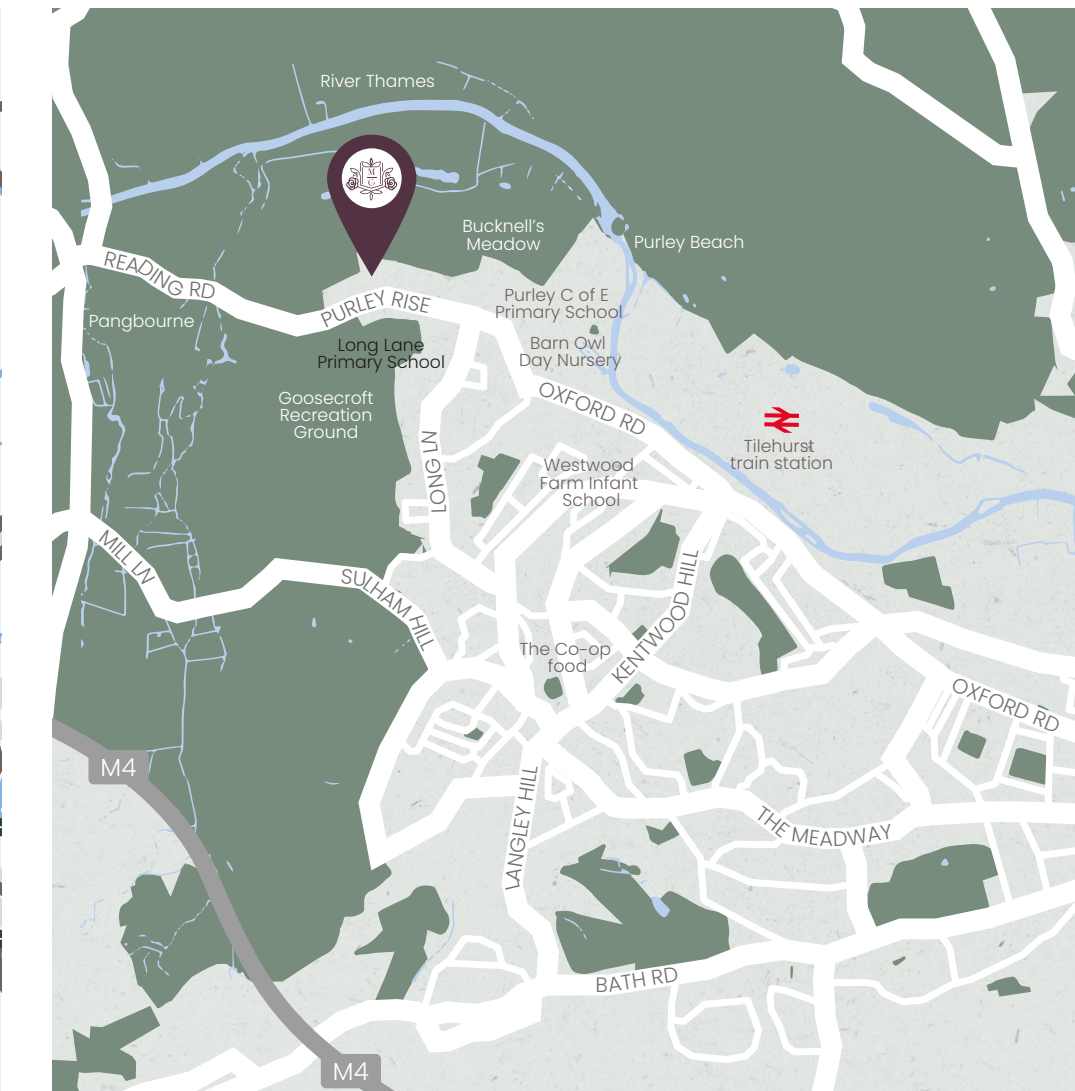 River Thames
M
G
Bucknell's
Meadow
Purley Beach
READING RD
PURLEY RISE
Purley C of E
Primary School
Pangbourne
Long Lane
Primary School
Barn Owl
Day Nursery
Goosecroft
Recreation
Ground
OXFORD RD
Tilehurst
train station
LONG LN
Westwood
Farm Infant
School
MILL LN
SULHAM HILL
KENTWOOD HILL
The Co-op
food
OXFORD RD
M4
LANGLEY HILL
THE MEADWAY
BATH RD
M4